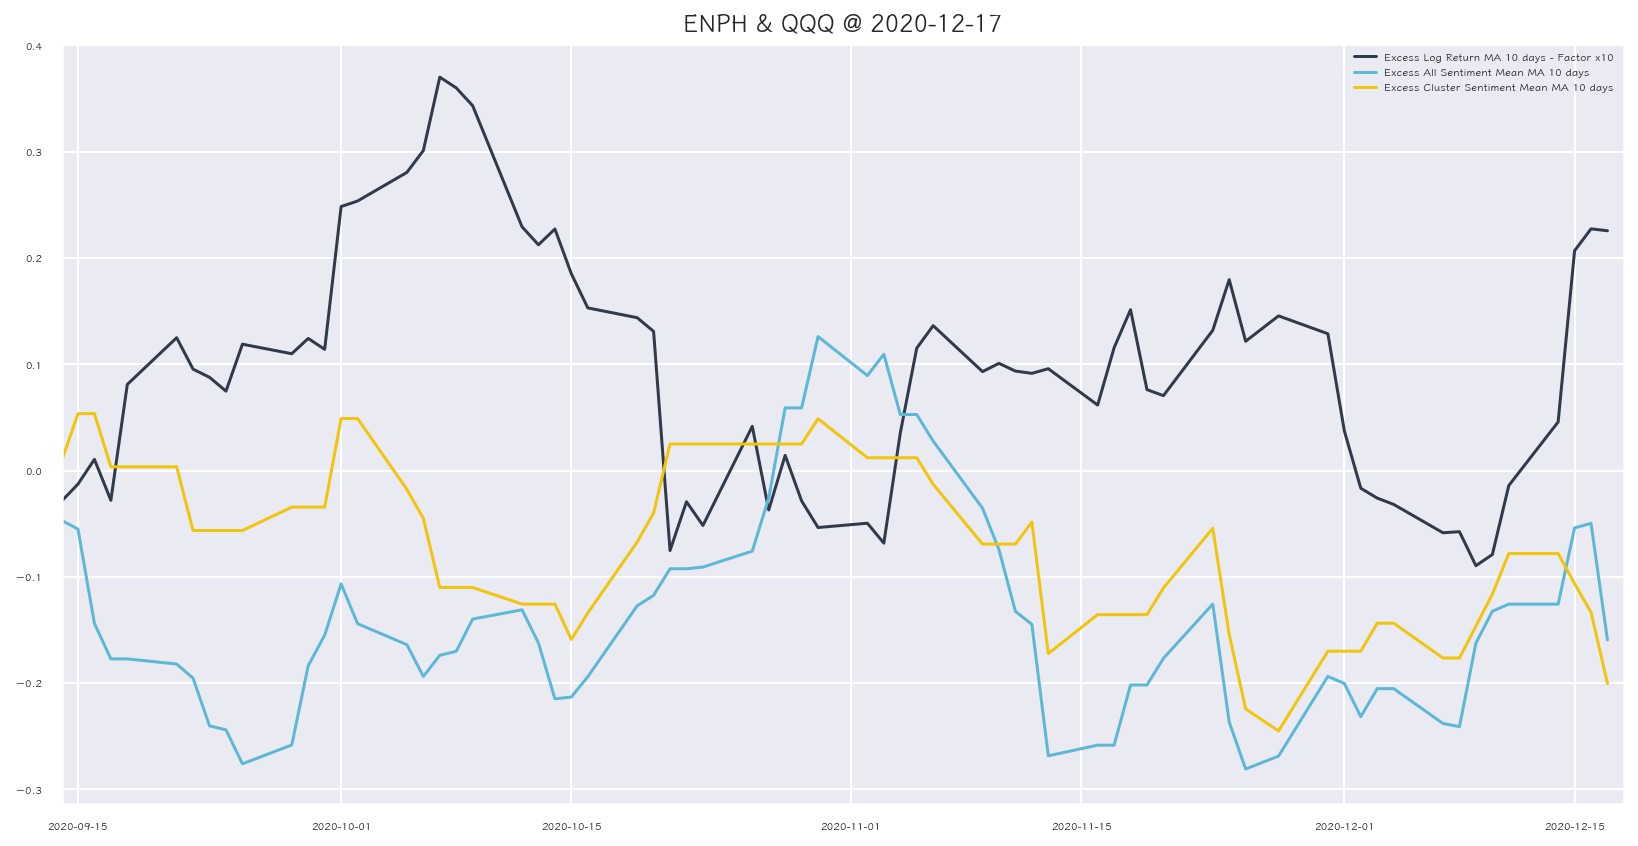 ENPH & QQQ @ 2020-12-17
Excess Log Return MA 10 days - Factor x10
Excess All Sentiment Mean MA 10 days
Excess Cluster Sentiment Mean MA 10 days
0.4
0.3
0.2
0.1
0.0
−0.1
−0.2
−0.3
2020-09-15 2020-10-01 2020-10-15 2020-11-01 2020-11-15 2020-12-01 2020-12-15